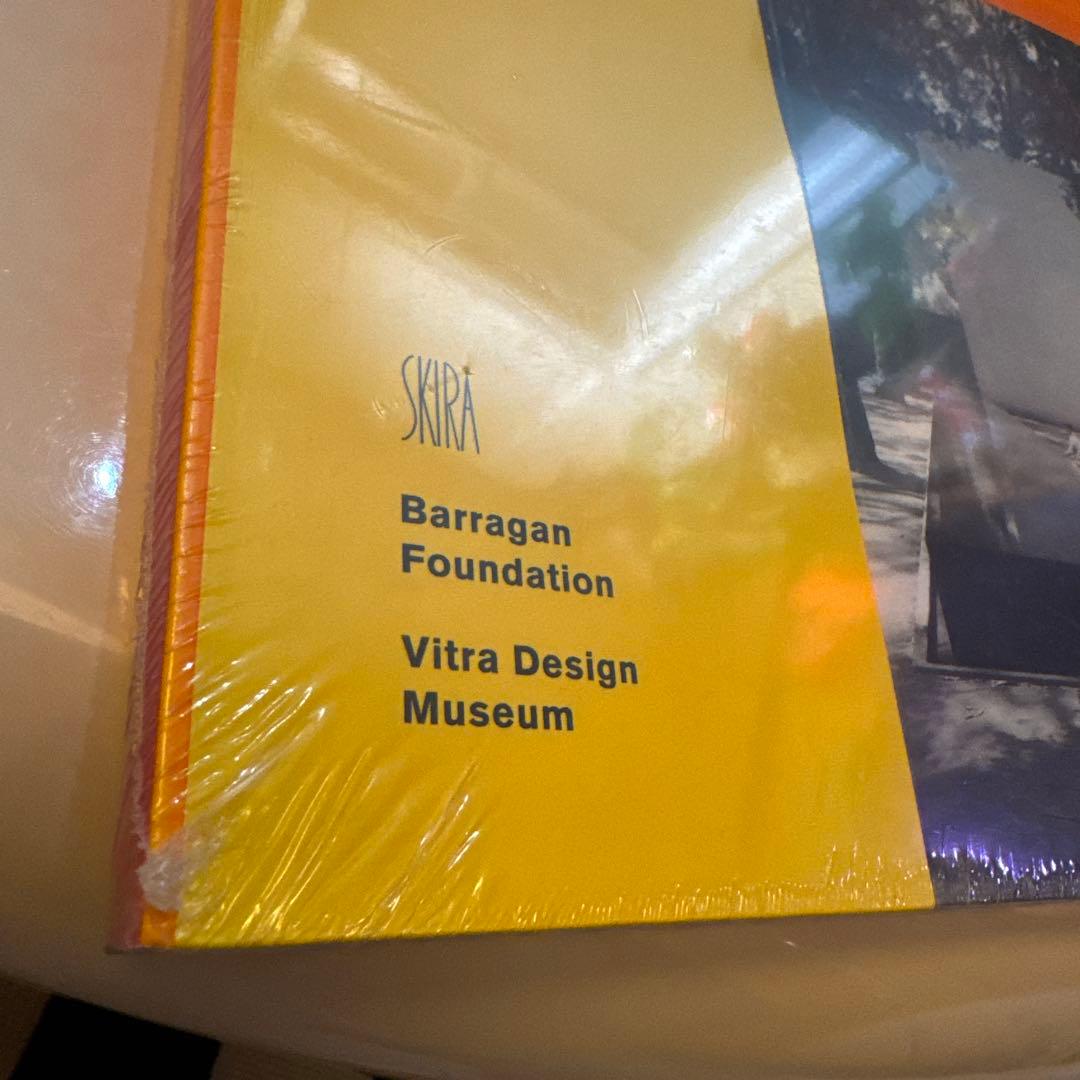 SKIRA
Barragan
Foundation
Vitra Design
Museum